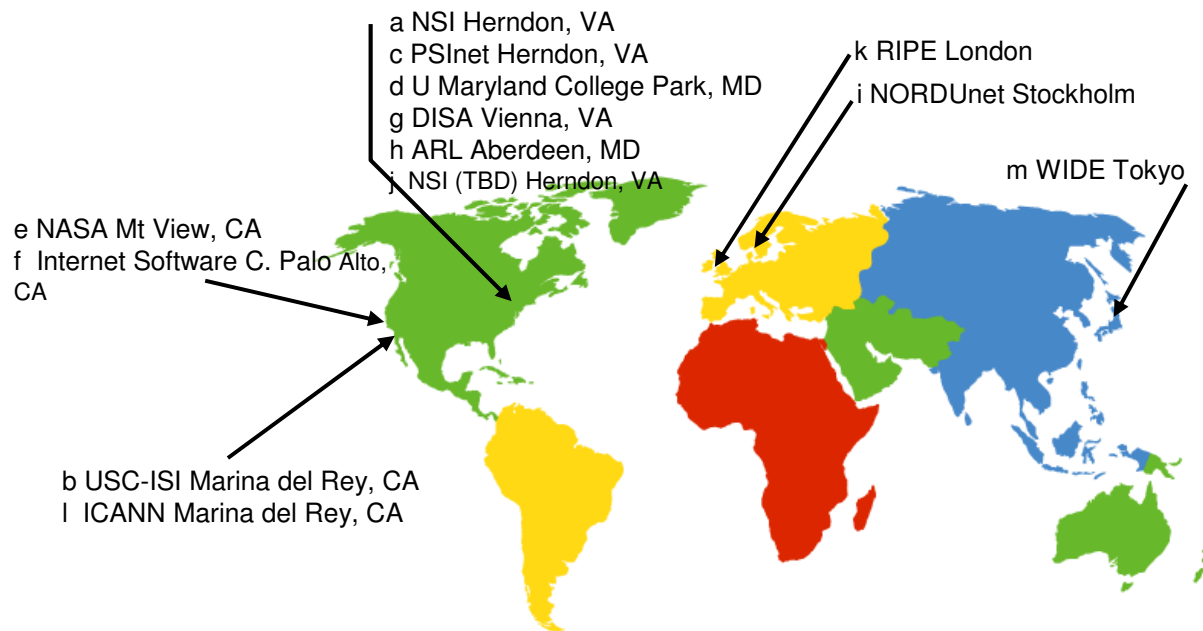 a NSI Herndon, VA
c PSInet Herndon, VA
d U Maryland College Park, MD
g DISA Vienna, VA
h ARL Aberdeen, MD
j  NSI (TBD) Herndon, VA
k RIPE London
i NORDUnet Stockholm
m WIDE Tokyo
e NASA Mt View, CA
f  Internet Software C. Palo Alto,
CA
b USC-ISI Marina del Rey, CA
l  ICANN Marina del Rey, CA